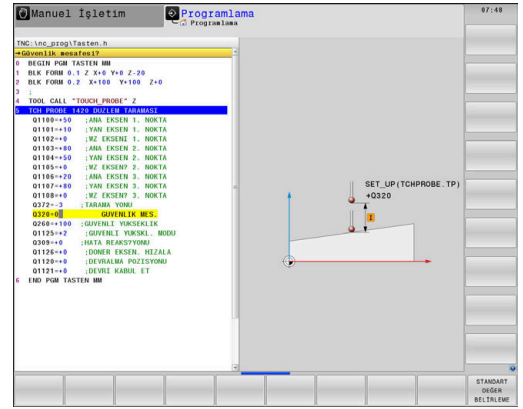 Manuel İşletim
Programlama
Programlama
07:48
TNC:\nc_prog\Tasten.h
→Güvenlik mesafesi?
0 BEGIN PGM TASTEN MM
1 BLK FORM 0.1 Z X+0 Y+0 Z-20
2 BLK FORM 0.2 X+100 Y+100 Z+0
3 ;
4 TOOL CALL "TOUCH_PROBE" Z
5 TCH PROBE 1420 DUZLEM TARAMASI
Q1100=+50 ;ANA EKSEN 1. NOKTA
Q1101=+10 ;YAN EKSEN 1. NOKTA
Q1102=+0 ;WZ EKSENI 1. NOKTA
Q1103=+80 ;ANA EKSEN 2. NOKTA
Q1104=+50 ;YAN EKSEN 2. NOKTA
Q1105=+0 ;WZ EKSEN? 2. NOKTA
Q1106=+20 ;ANA EKSEN 3. NOKTA
Q1107=+80 ;YAN EKSEN 3. NOKTA
Q1108=+0 ;WZ EKSEN? 3. NOKTA
Q372=-3 ;TARAMA YONU
Q320=0 GUVENLIK MES.
Q260=+100 ;GUVENLI YUKSEKLIK
Q1125=+2 ;GUVENLI YUKSKL. MODU
Q309=+0 ;HATA REAKS?YONU
Q1126=+0 ;DONER EKSEN. HIZALA
Q1120=+0 ;DEVRALMA POZISYONU
Q1121=+0 ;DEVRI KABUL ET
6 END PGM TASTEN MM
SET_UP(TCHPROBE.TP)
+Q320
I
STANDART
DEĞER
BELİRLEME